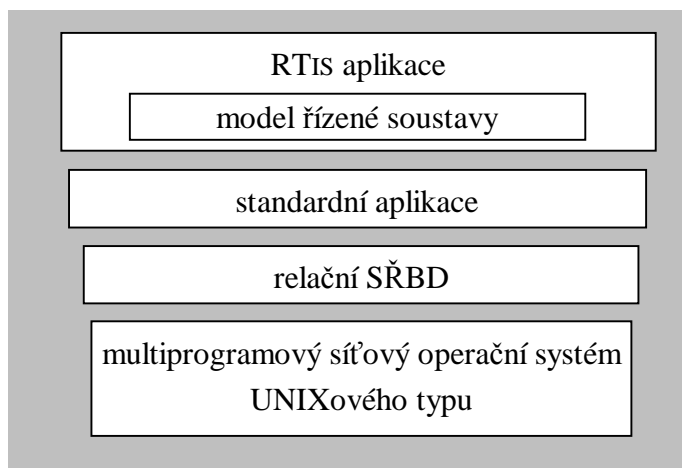 RTIS aplikace
model řízené soustavy
standardní aplikace
relační SŘBD
multiprogramový síťový operační systém
UNIXového typu